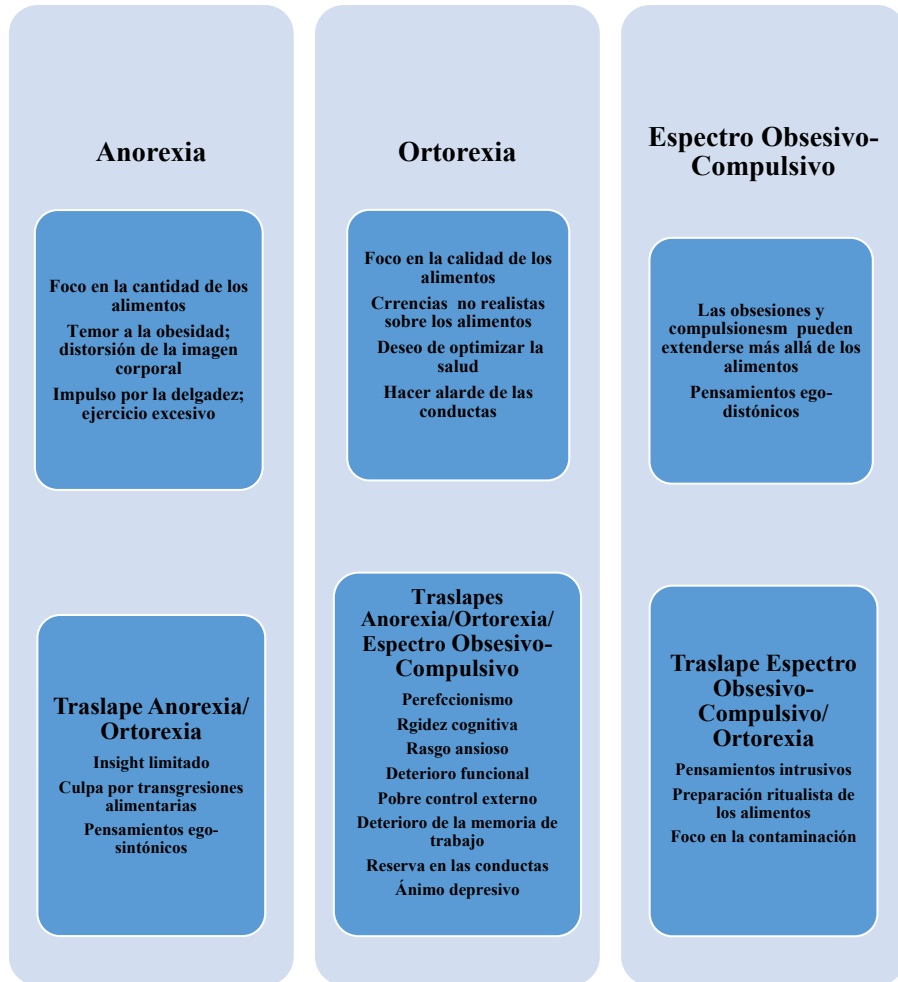 Anorexia
Foco en la cantidad de los
alimentos
Temor a la obesidad;
distorsión de la imagen
corporal
Impulso por la delgadez;
ejercicio excesivo
Traslape Anorexia/
Ortorexia
Insight limitado
Culpa por transgresiones
alimentarias
Pensamientos ego-
sintónicos
Ortorexia
Foco en la calidad de los
alimentos
Crrencias no realistas
sobre los alimentos
Deseo de optimizar la
salud
Hacer alarde de las
conductas
Traslapes
Anorexia/Ortorexia/
Espectro Obsesivo-
Compulsivo
Perefccionismo
Rgidez cognitiva
Rasgo ansioso
Deterioro funcional
Pobre control externo
Deterioro de la memoria de
trabajo
Reserva en las conductas
Ánimo depresivo
Espectro Obsesivo-
Compulsivo
Las obsesiones y
compulsionesm pueden
extenderse más allá de los
alimentos
Pensamientos ego-
distónicos
Traslape Espectro
Obsesivo-
Compulsivo/
Ortorexia
Pensamientos intrusivos
Preparación ritualista de
los alimentos
Foco en la contaminación